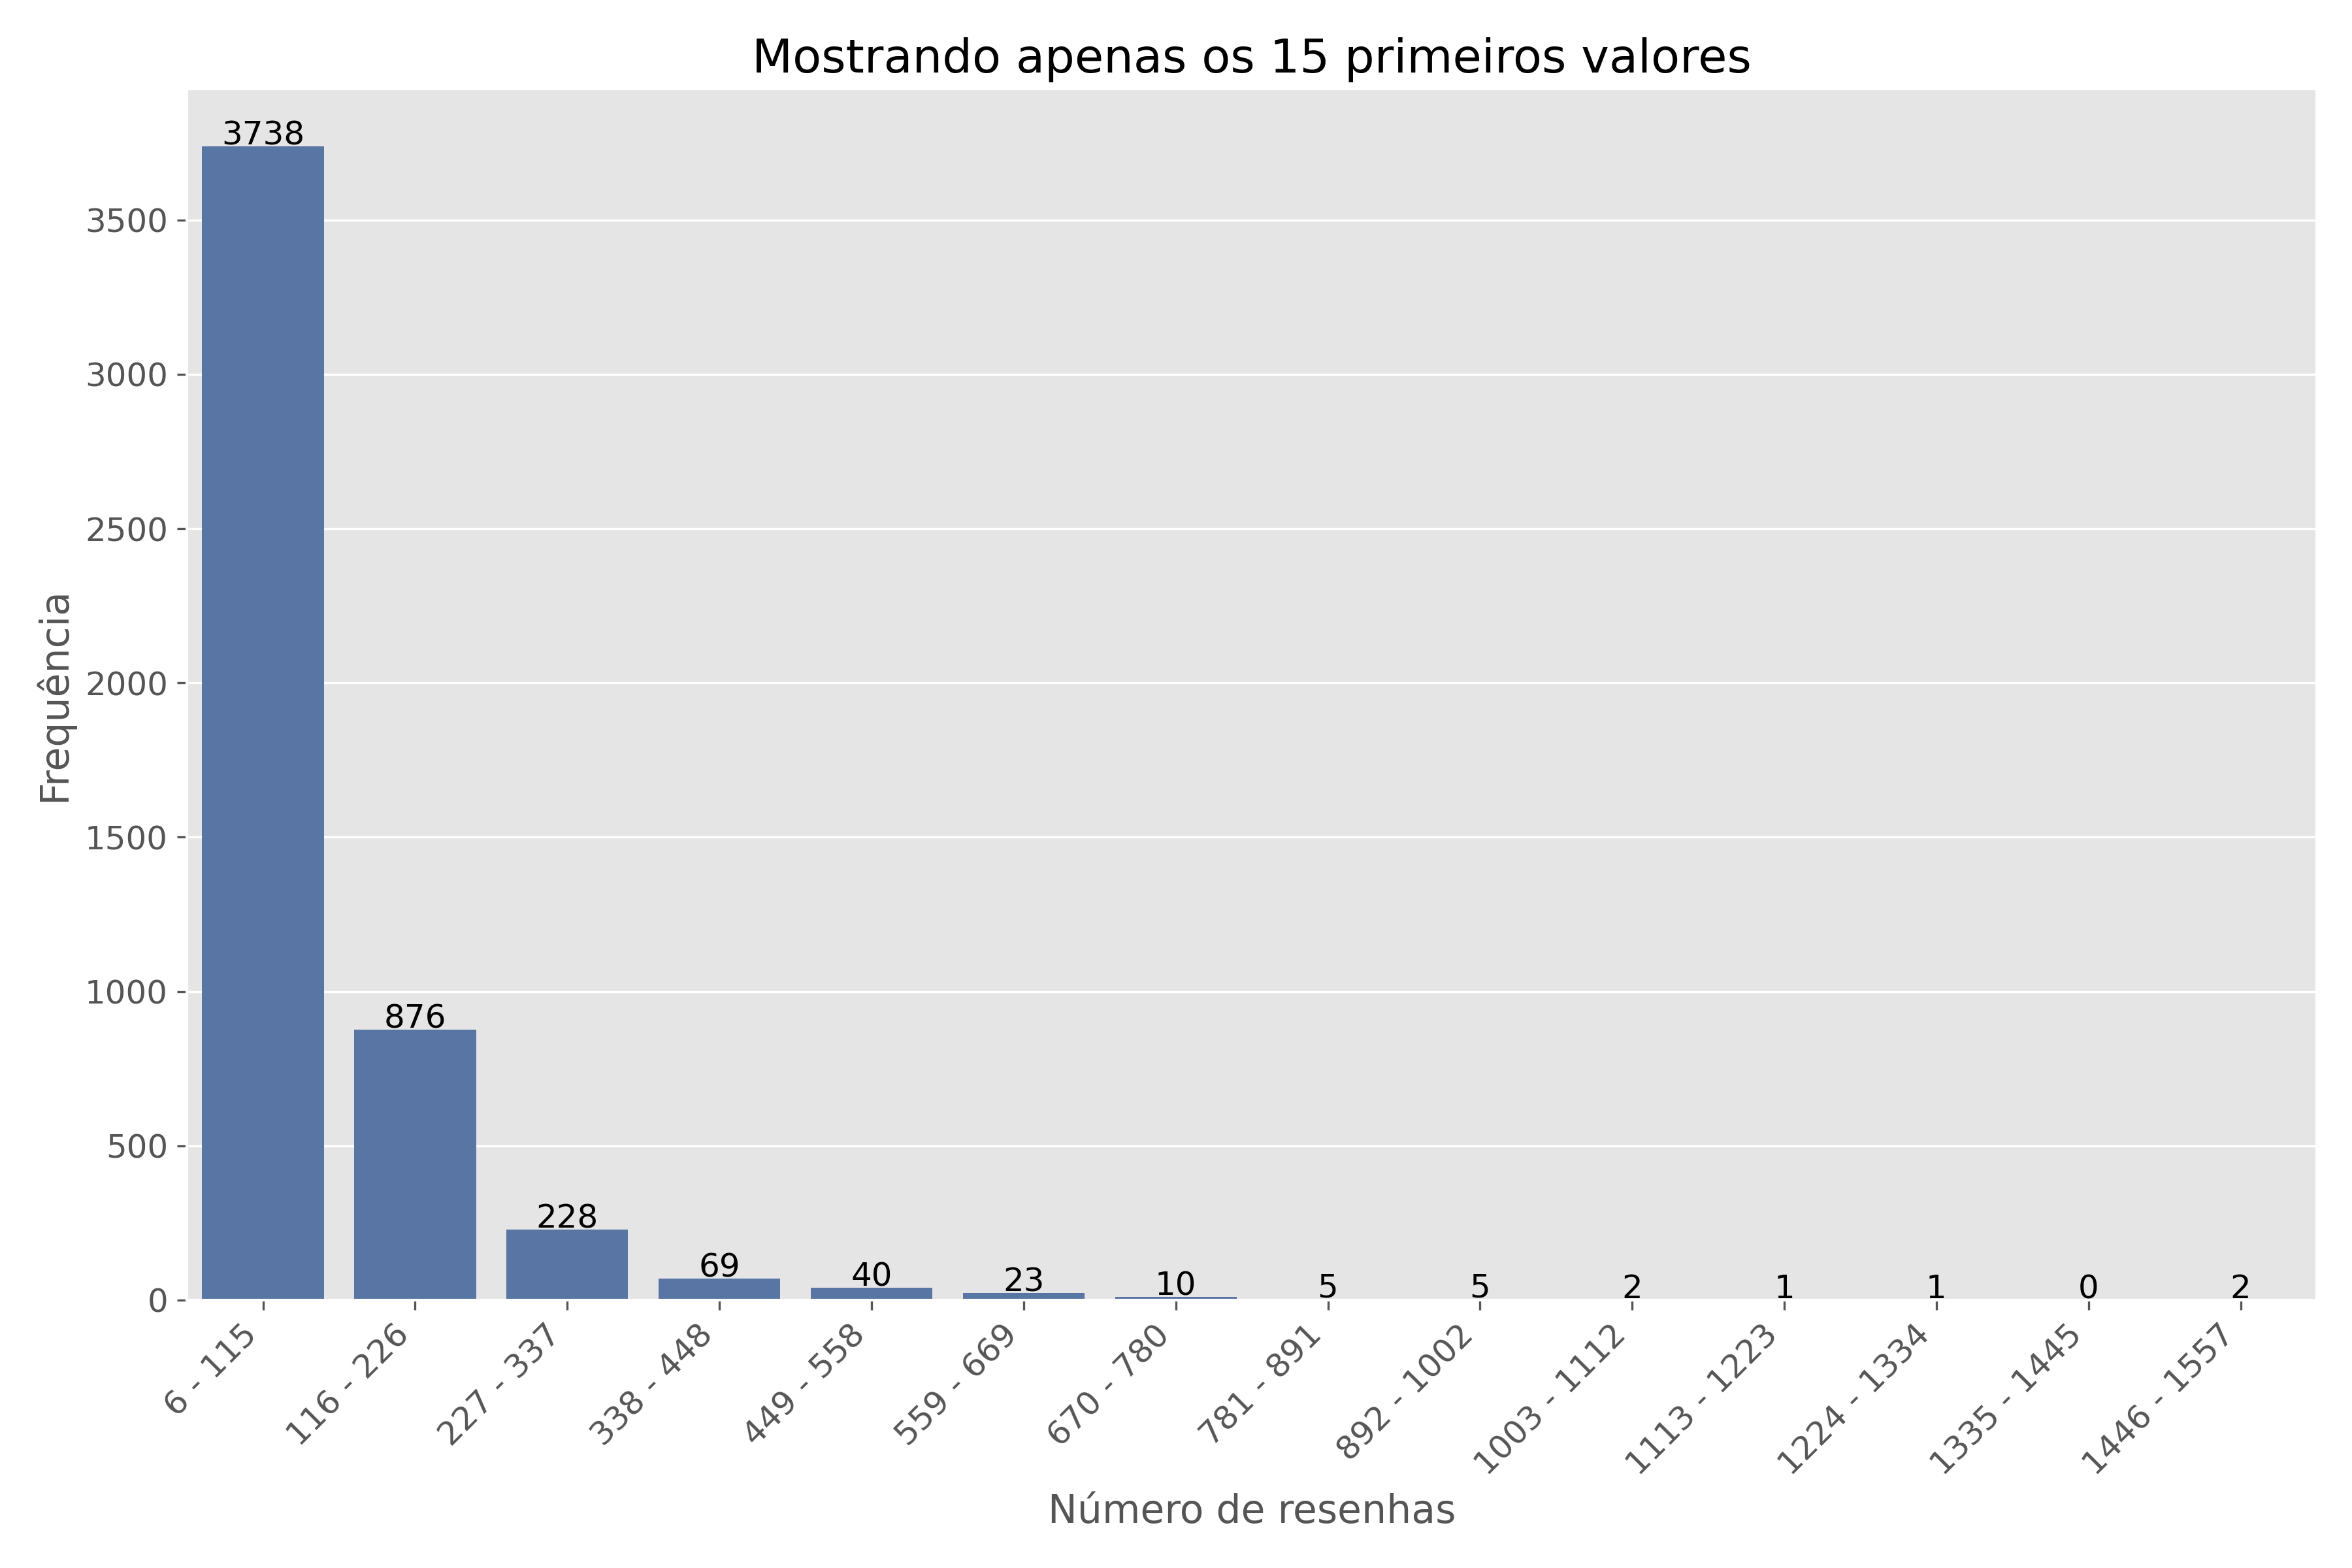 Mostrando apenas os 15 primeiros valores
Frequência
3500
3000
2500
2000
1500
1000
500
0
3738
876
228
69
40
23
10
5
5
2
1
1
0
2
6 - 115
116 - 226
227 - 337
338 - 448
449 - 558
559 - 669
670 - 780
781 - 891
892 - 1002
1003 - 1112
1113 - 1223
1224 - 1334
1335 - 1445
1446 - 1557
Número de resenhas